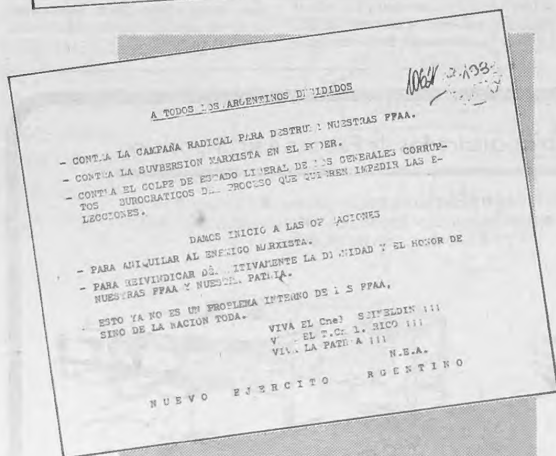 A TODOS LOS ARGENTINOS DECIDIDOS
- CONTRA LA CAMPAÑA RADICAL PARA DESTRUIR NUESTRAS FFAA.
- CONTRA LA SUVBERSION MARXISTA EN EL PODER.
- CONTRA EL GOLPE DE ESTADO LIBERAL DE LOS GENERALES CORRUP-
TOS BUROCRATICOS DEL PROCESO QUE QUIEREN IMPEDIR LAS E-
LECCIONES.
DAMOS INICIO A LAS OPERACIONES
- PARA ANIQUILAR AL ENEMIGO MARXISTA.
- PARA REIVINDICAR DEFINITIVAMENTE LA DIGNIDAD Y EL HONOR DE
NUESTRAS FFAA Y NUESTRA PATRIA.
ESTO YA NO ES UN PROBLEMA INTERNO DE LAS FFAA,
SINO DE LA NACION TODA.
VIVA EL Cnel SEINELDIN !!!
VIVA EL T.Cnel. RICO !!!
VIVA LA PATRIA !!!
N.E.A.
NUEVO EJERCITO ARGENTINO